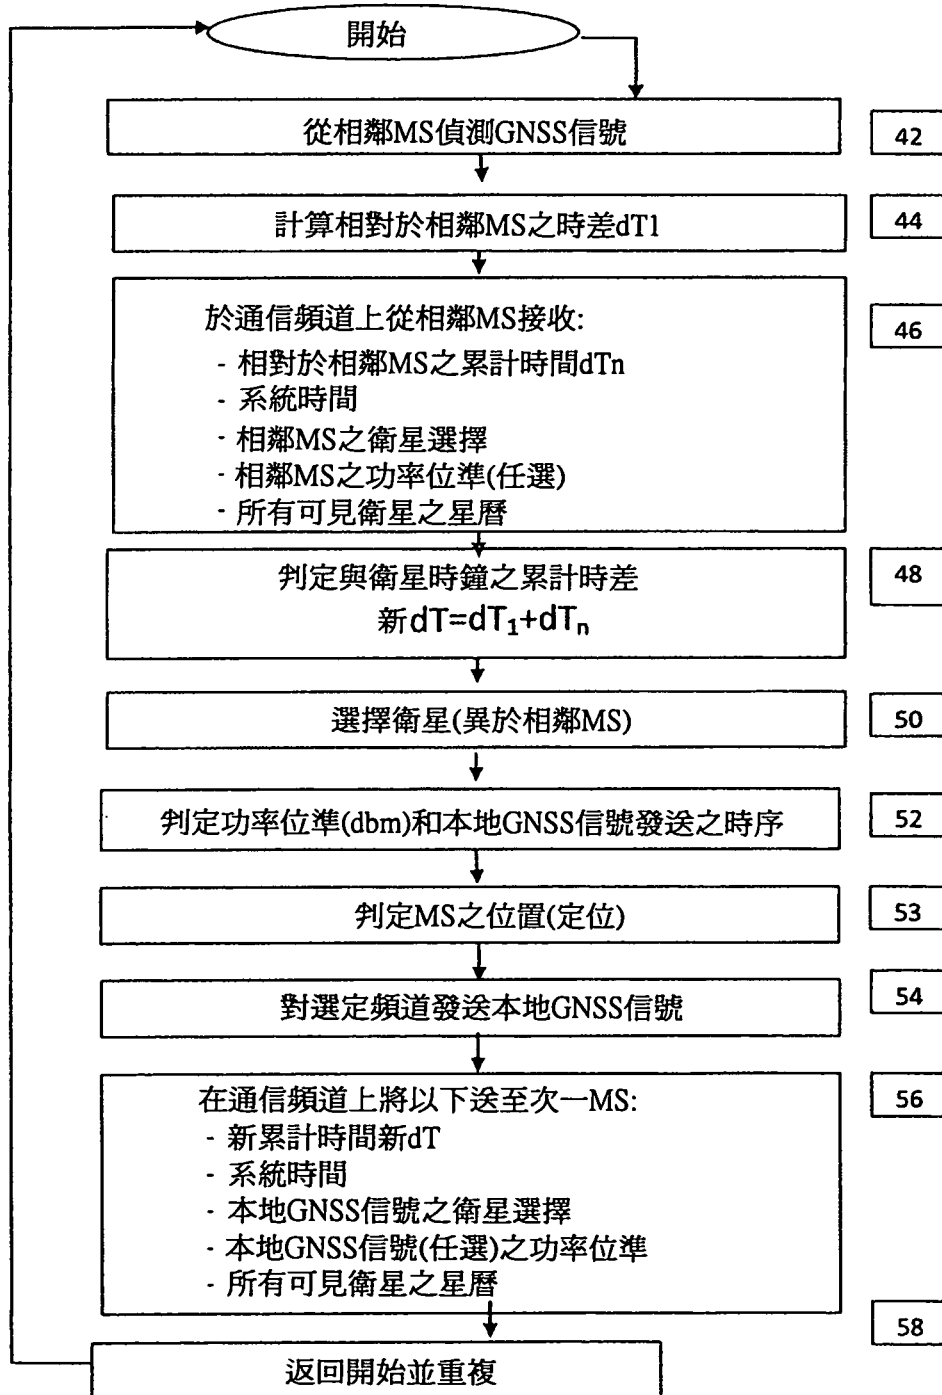 開始
從相鄰MS偵測GNSS信號
42
計算相對於相鄰MS之時差dT1
44
於通信頻道上從相鄰MS接收:
46
- 相對於相鄰MS之累計時間dTn
- 系統時間
- 相鄰MS之衛星選擇
- 相鄰MS之功率位準(任選)
- 所有可見衛星之星曆
判定與衛星時鐘之累計時差
48
新dT=dT₁+dTₙ
選擇衛星(異於相鄰MS)
50
判定功率位準(dbm)和本地GNSS信號發送之時序
52
判定MS之位置(定位)
53
對選定頻道發送本地GNSS信號
54
在通信頻道上將以下送至次一MS:
56
- 新累計時間新dT
- 系統時間
- 本地GNSS信號之衛星選擇
- 本地GNSS信號(任選)之功率位準
- 所有可見衛星之星曆
58
返回開始並重複